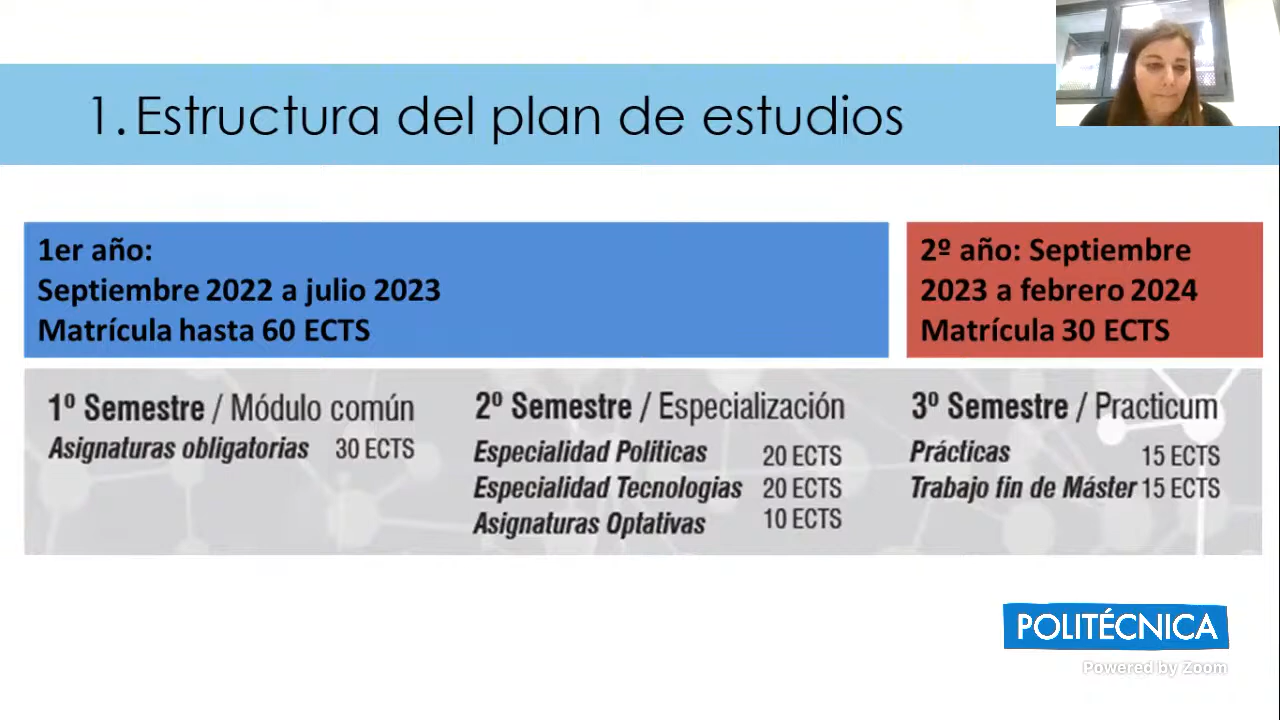 1. Estructura del plan de estudios
1er año:
Septiembre 2022 a julio 2023
Matrícula hasta 60 ECTS
2º año: Septiembre
2023 a febrero 2024
Matrícula 30 ECTS
1º Semestre / Módulo común
Asignaturas obligatorias 30 ECTS
2º Semestre / Especialización
Especialidad Políticas 20 ECTS
Especialidad Tecnologías 20 ECTS
Asignaturas Optativas 10 ECTS
3º Semestre / Practicum
Prácticas 15 ECTS
Trabajo fin de Máster 15 ECTS
POLITÉCNICA
Powered by Zoom